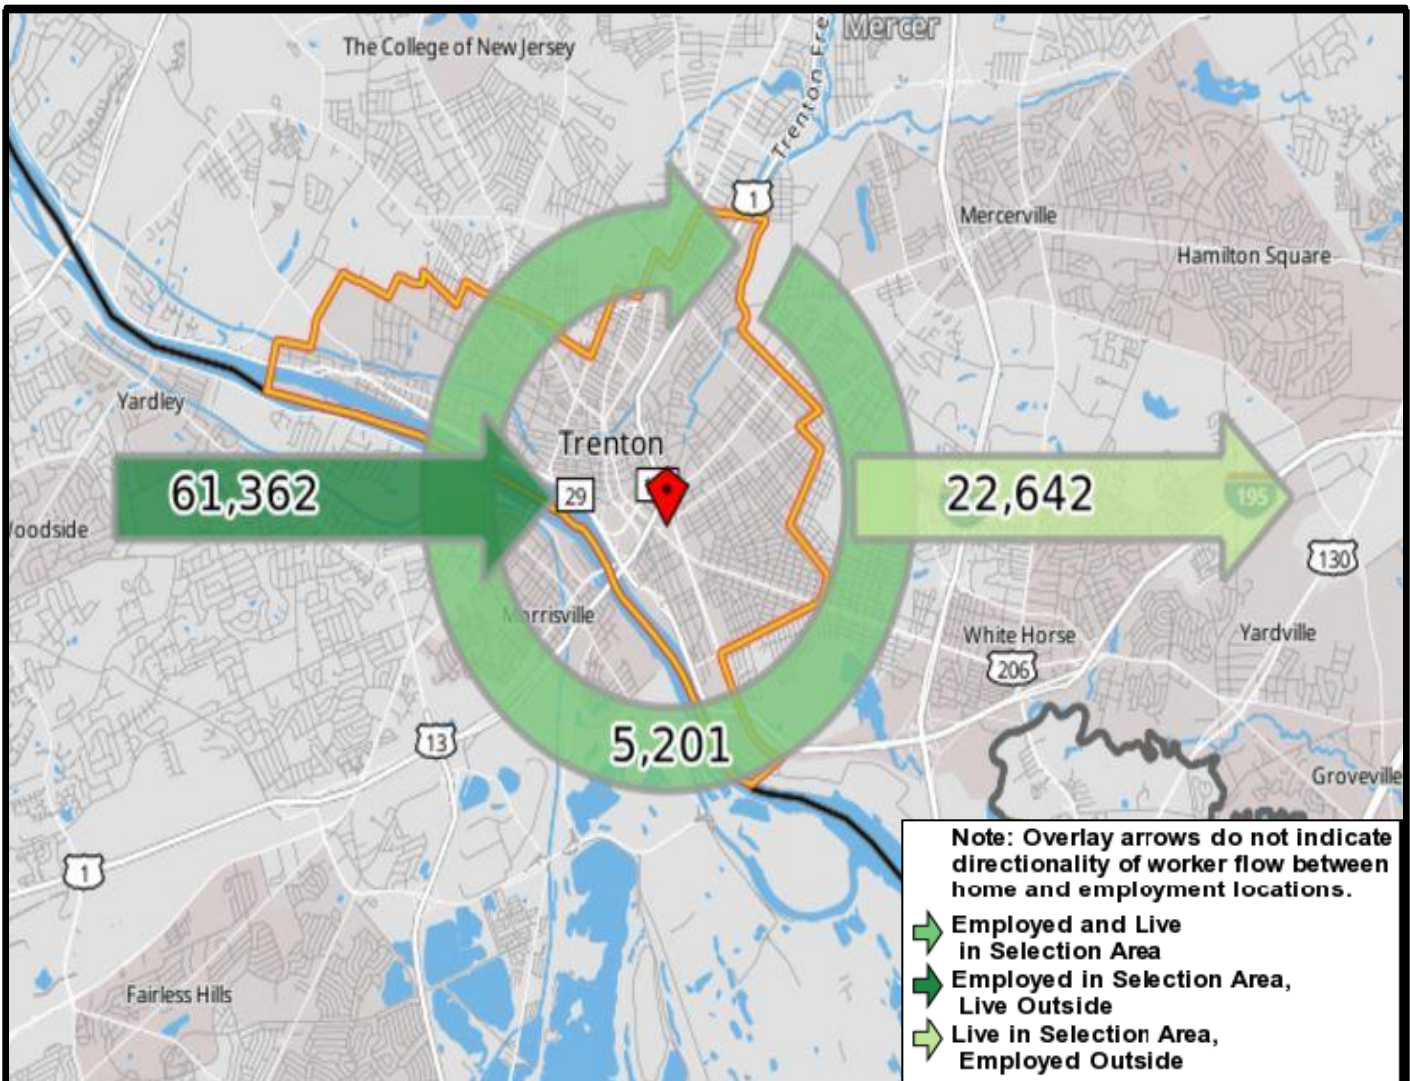 Mercer
The College of New Jersey
Trenton Fre
1
Mercerville
Hamilton Square
Yardley
Trenton
61,362
29
22,642
195
oodside
130
Morrisville
White Horse
Yardville
206
5,201
13
Groveville
1
Fairless Hills
Note: Overlay arrows do not indicate
directionality of worker flow between
home and employment locations.
Employed and Live
in Selection Area
Employed in Selection Area,
Live Outside
Live in Selection Area,
Employed Outside